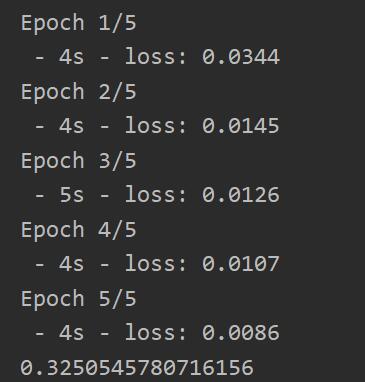 Epoch 1/5
 - 4s - loss: 0.0344
Epoch 2/5
 - 4s - loss: 0.0145
Epoch 3/5
 - 5s - loss: 0.0126
Epoch 4/5
 - 4s - loss: 0.0107
Epoch 5/5
 - 4s - loss: 0.0086
0.3250545780716156